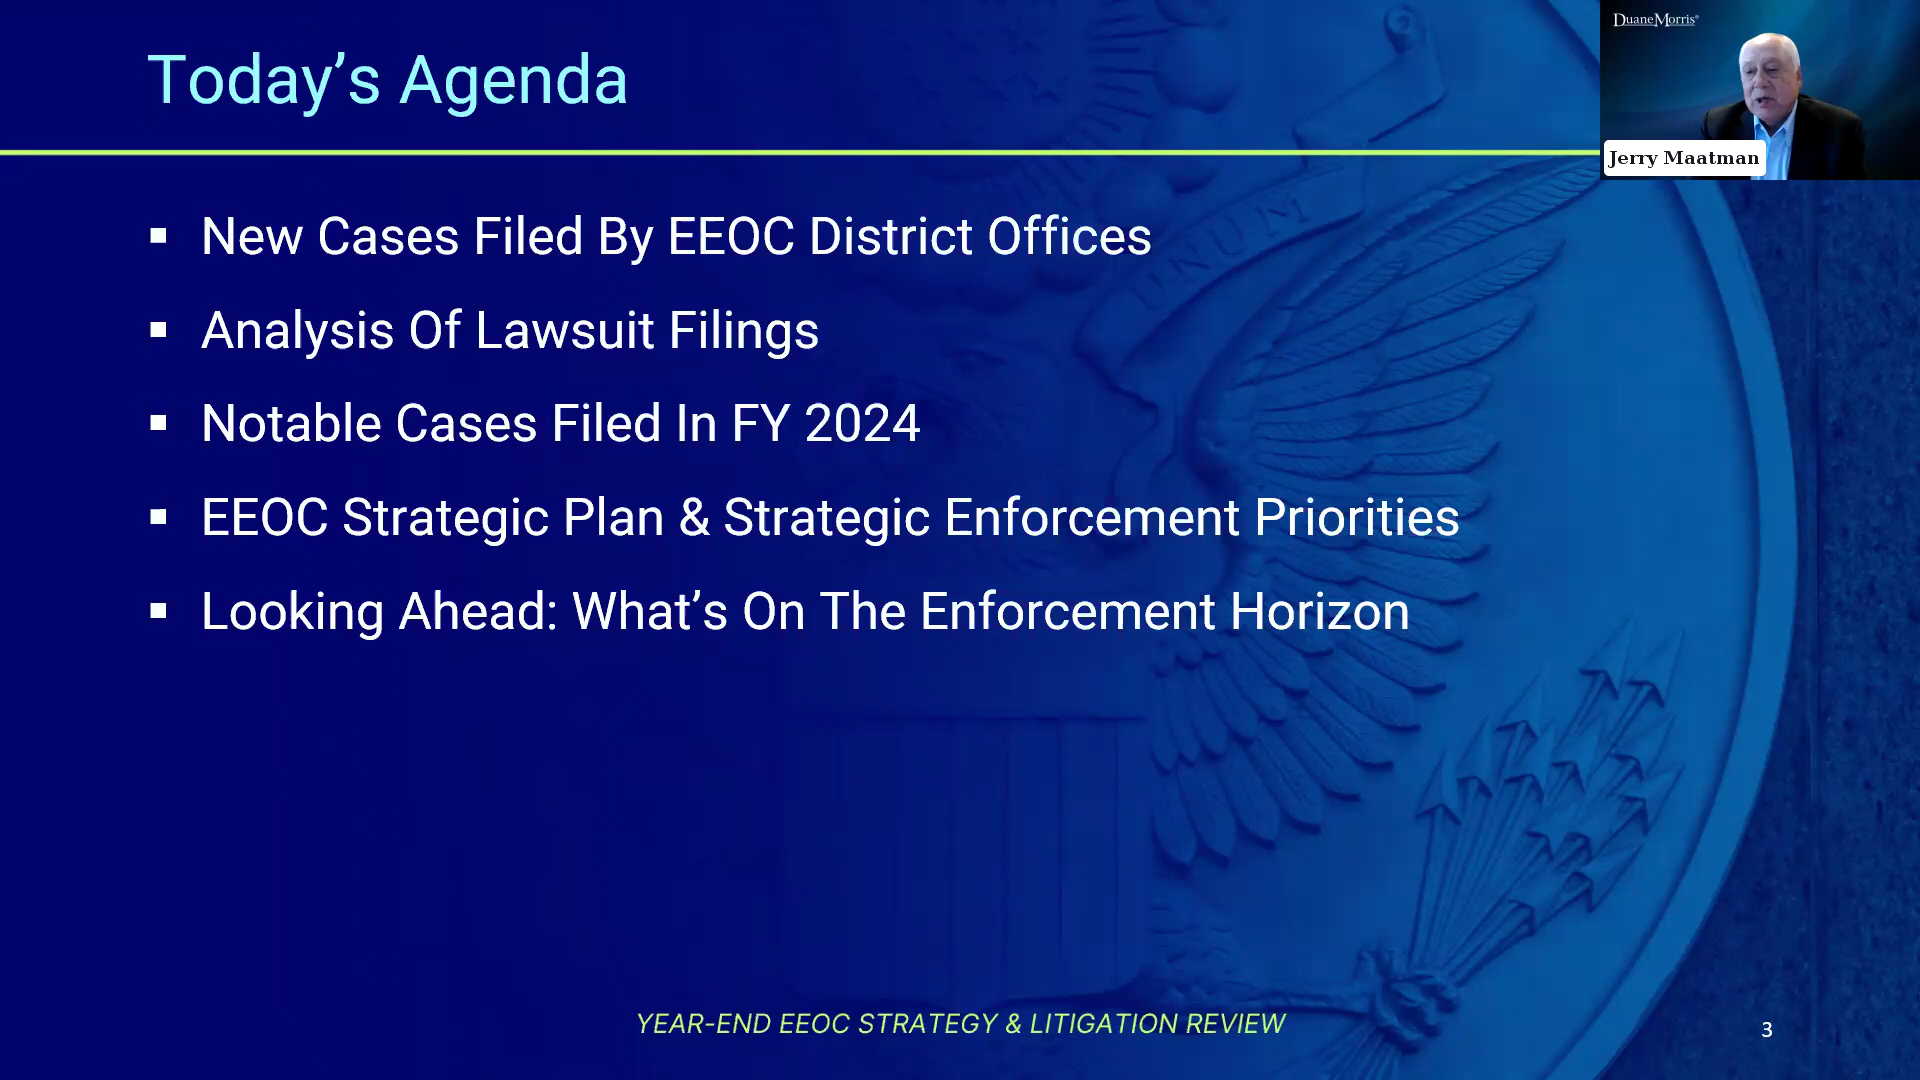 Today’s Agenda
DuaneMorris®
Jerry Maatman
▪ New Cases Filed By EEOC District Offices
▪ Analysis Of Lawsuit Filings
▪ Notable Cases Filed In FY 2024
▪ EEOC Strategic Plan & Strategic Enforcement Priorities
▪ Looking Ahead: What’s On The Enforcement Horizon
UNUM
YEAR-END EEOC STRATEGY & LITIGATION REVIEW
3